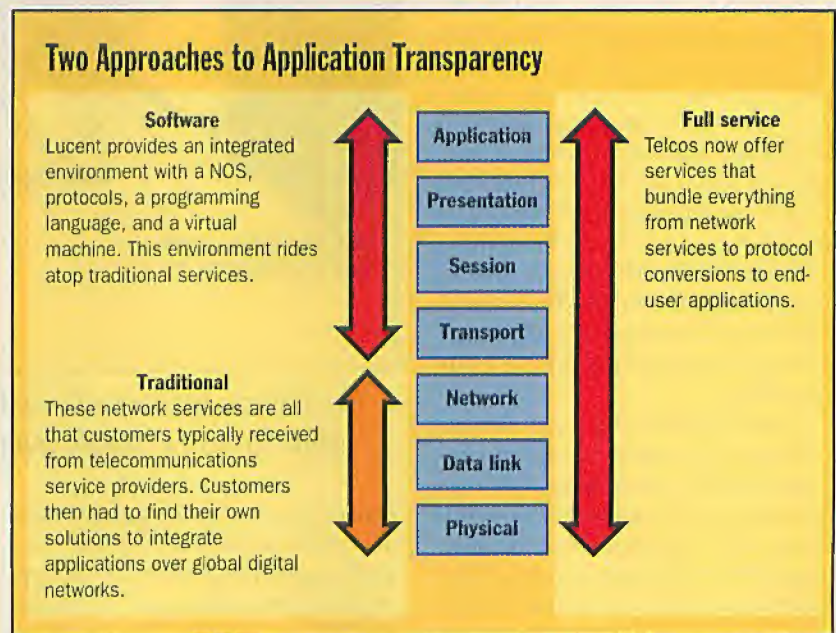 Two Approaches to Application Transparency
Software
Lucent provides an integrated
environment with a NOS,
protocols, a programming
language, and a virtual
machine. This environment rides
atop traditional services.
Traditional
These network services are all
that customers typically received
from telecommunications
service providers. Customers
then had to find their own
solutions to integrate
applications over global digital
networks.
Application
Presentation
Session
Transport
Network
Data link
Physical
Full service
Telcos now offer
services that
bundle everything
from network
services to protocol
conversions to end-
user applications.